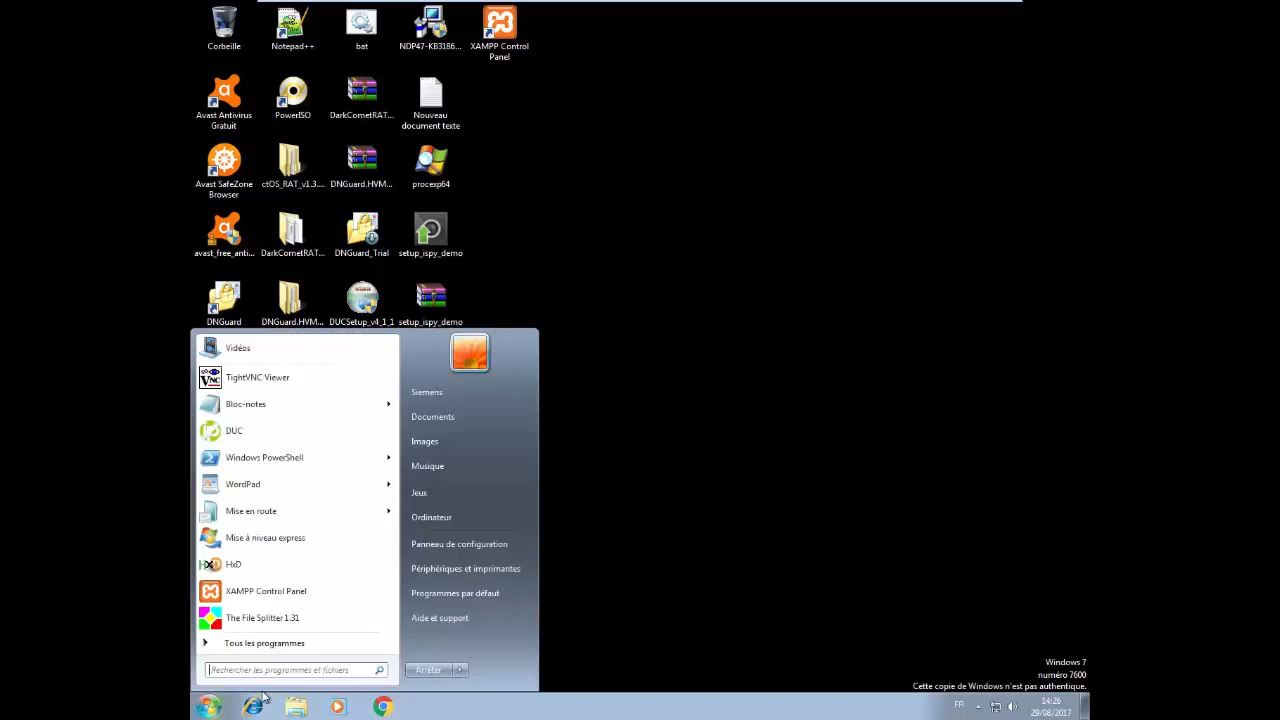 Corbeille
Notepad++
bat
NDP47-KB3186...
XAMPP Control
Panel
Avast Antivirus
Gratuit
PowerISO
DarkCometRAT...
Nouveau
document texte
Avast SafeZone
Browser
ctOS_RAT_v1.3....
DNGuard.HVM...
procexp64
avast_free_anti...
DarkCometRAT...
DNGuard_Trial
setup_ispy_demo
DNGuard
DNGuard.HVM...
DUCSetup_v4_1_1
setup_ispy_demo
Vidéos
TightVNC Viewer
VNC
Bloc-notes
DUC
Windows PowerShell
WordPad
Mise en route
Mise à niveau express
HxD
XAMPP Control Panel
The File Splitter 1.31
Tous les programmes
Rechercher les programmes et fichiers
Siemens
Documents
Images
Musique
Jeux
Ordinateur
Panneau de configuration
Périphériques et imprimantes
Programmes par défaut
Aide et support
Arrêter
Windows 7
numéro 7600
Cette copie de Windows n'est pas authentique.
FR
14:26
29/08/2017